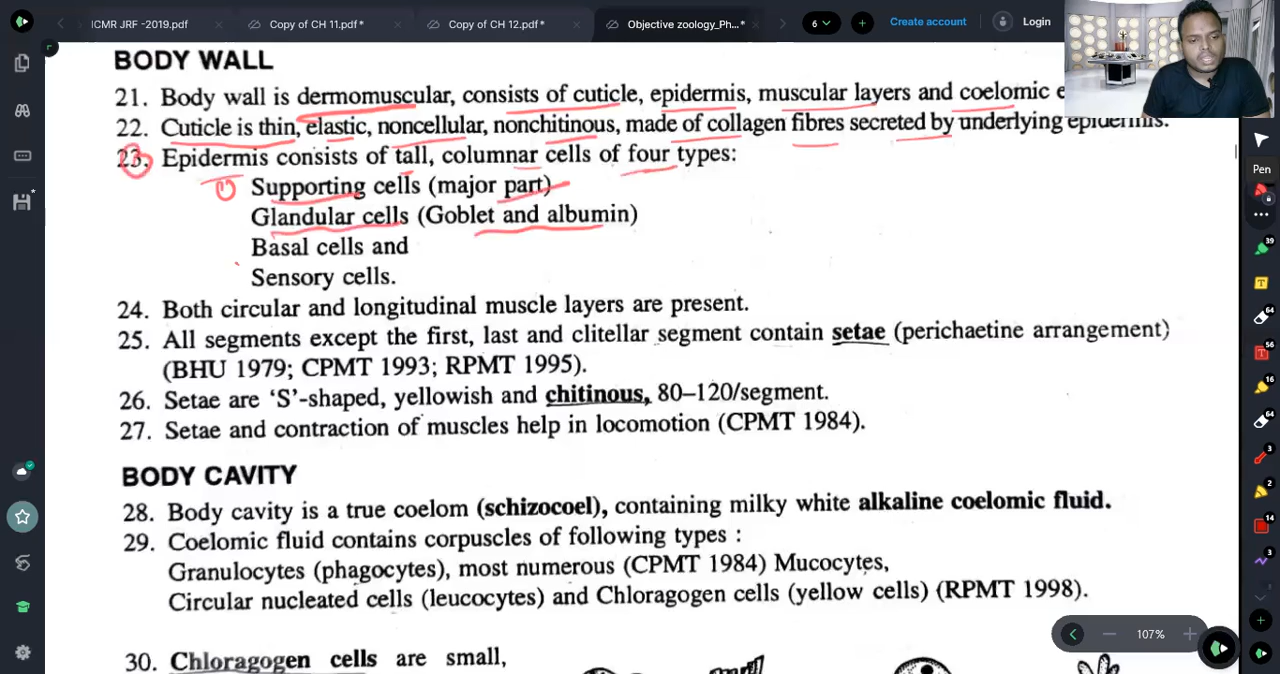 ICMR JRF -2019.pdf
Copy of CH 11.pdf*
Copy of CH 12.pdf*
Objective zoology_Ph...*
6
Create account
Login
BODY WALL
21. Body wall is dermomuscular, consists of cuticle, epidermis, muscular layers and coelomic
22. Cuticle is thin, elastic, noncellular, nonchitinous, made of collagen fibres secreted by underlying epidermis.
23. Epidermis consists of tall, columnar cells of four types:
Supporting cells (major part)
Glandular cells (Goblet and albumin)
Basal cells and
Sensory cells.
24. Both circular and longitudinal muscle layers are present.
25. All segments except the first, last and clitellar segment contain setae (perichaetine arrangement)
(BHU 1979; CPMT 1993; RPMT 1995).
26. Setae are 'S'-shaped, yellowish and chitinous, 80–120/segment.
27. Setae and contraction of muscles help in locomotion (CPMT 1984).
BODY CAVITY
28. Body cavity is a true coelom (schizocoel), containing milky white alkaline coelomic fluid.
29. Coelomic fluid contains corpuscles of following types :
Granulocytes (phagocytes), most numerous (CPMT 1984) Mucocytes,
Circular nucleated cells (leucocytes) and Chloragogen cells (yellow cells) (RPMT 1998).
30. Chloragogen cells are small,
Pen
39
64
56
16
64
3
2
14
3
107%